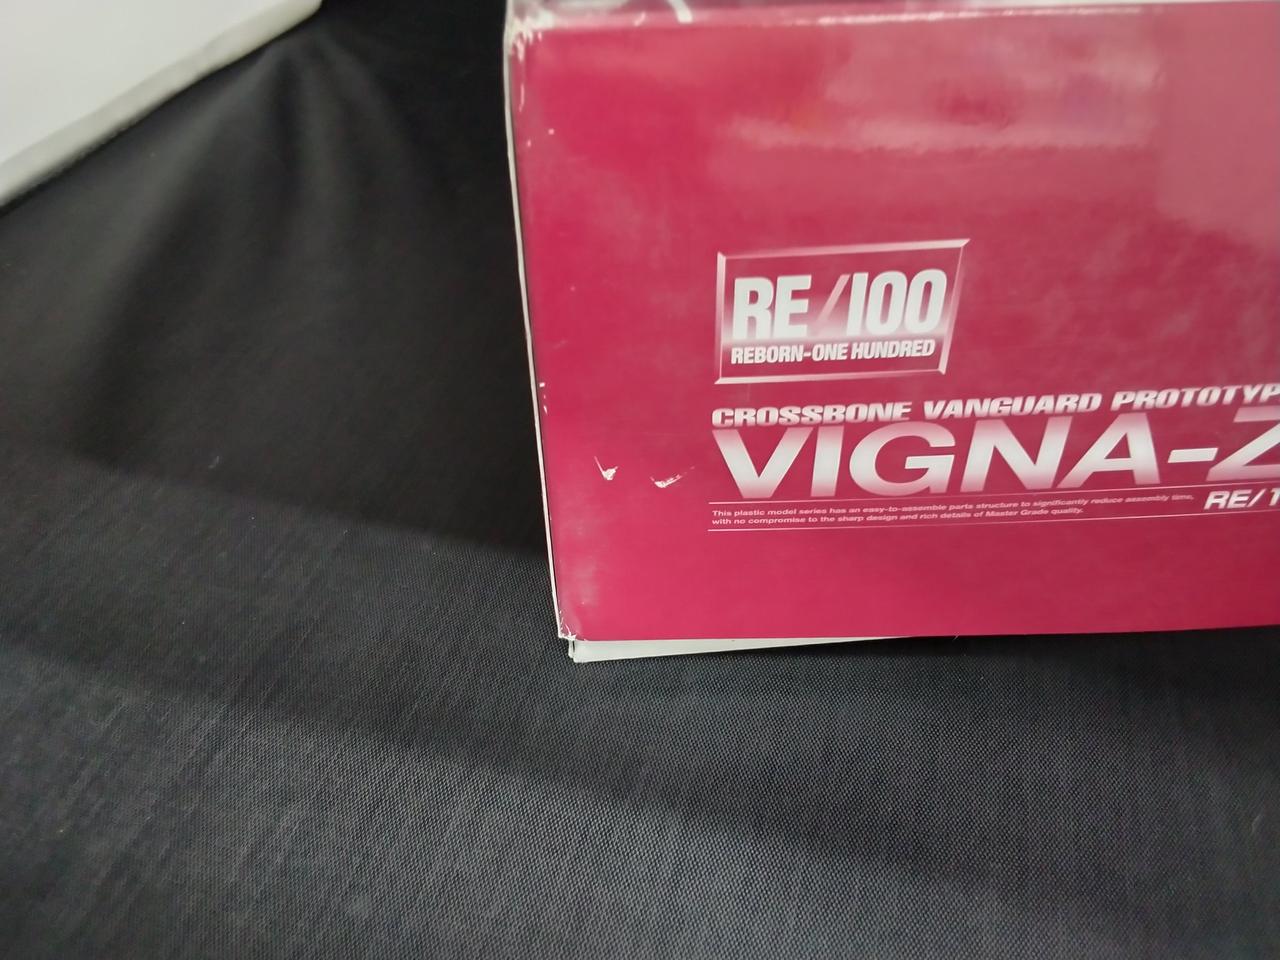 RE/100
REBORN-ONE HUNDRED
CROSSBONE VANGUARD PROTOTYP
VIGNA-
This plastic model series has an easy-to-assemble parts structure to significantly reduce assembly time,
with no compromise to the sharp design and rich details of Master Grade quality.
RE/1